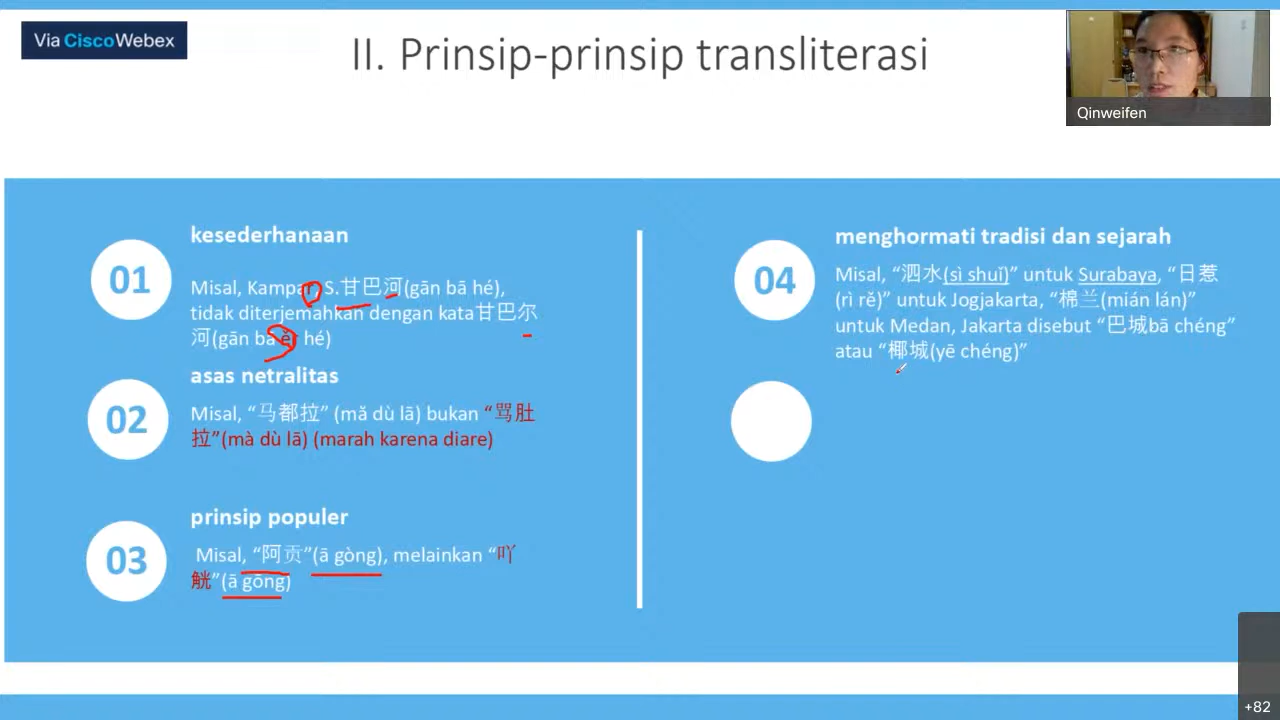 Via Cisco Webex
II. Prinsip-prinsip transliterasi
Qinweifen
01
kesederhanaan
Misal, Kampar, S.甘巴河(gān bā hé),
tidak diterjemahkan dengan kata甘巴尔
河(gān bā ěr hé)
02
asas netralitas
Misal, “马都拉” (mǎ dù lā) bukan “骂肚
拉”(mà dù lā) (marah karena diare)
03
prinsip populer
Misal, “阿贡”(ā gòng), melainkan “吖
觥”(ā gōng)
04
menghormati tradisi dan sejarah
Misal, “泗水(sì shuǐ)” untuk Surabaya, “日惹
(rì rě)” untuk Jogjakarta, “棉兰(mián lán)”
untuk Medan, Jakarta disebut “巴城bā chéng”
atau “椰城(yē chéng)”
+82